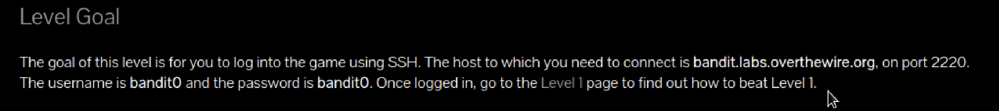 Level Goal
The goal of this level is for you to log into the game using SSH. The host to which you need to connect is bandit.labs.overthewire.org, on port 2220.
The username is bandit0 and the password is bandit0. Once logged in, go to the Level 1 page to find out how to beat Level 1.